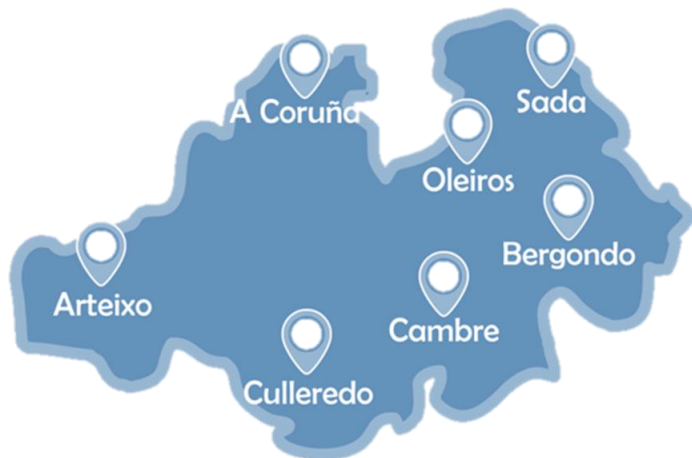 A Coruña
Sada
Oleiros
Bergondo
Arteixo
Cambre
Culleredo